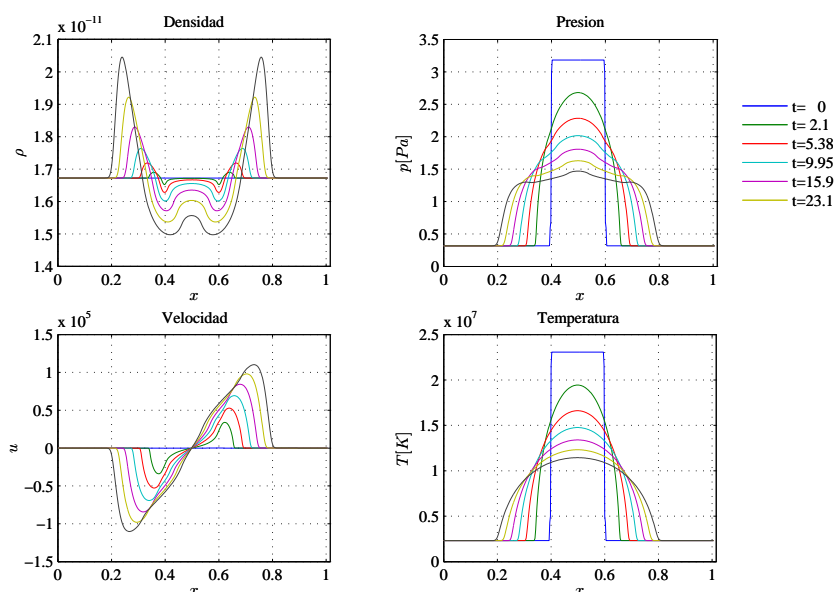 Densidad
x 10^-11
2.1
2
1.9
1.8
1.7
1.6
1.5
1.4
ρ
0 0.2 0.4 0.6 0.8 1
x
Presion
3.5
3
2.5
2
1.5
1
0.5
0
p[Pa]
0 0.2 0.4 0.6 0.8 1
x
t= 0
t= 2.1
t=5.38
t=9.95
t=15.9
t=23.1
Velocidad
x 10^5
1.5
1
0.5
0
−0.5
−1
−1.5
u
0 0.2 0.4 0.6 0.8 1
x
Temperatura
x 10^7
2.5
2
1.5
1
0.5
0
T[K]
0 0.2 0.4 0.6 0.8 1
x